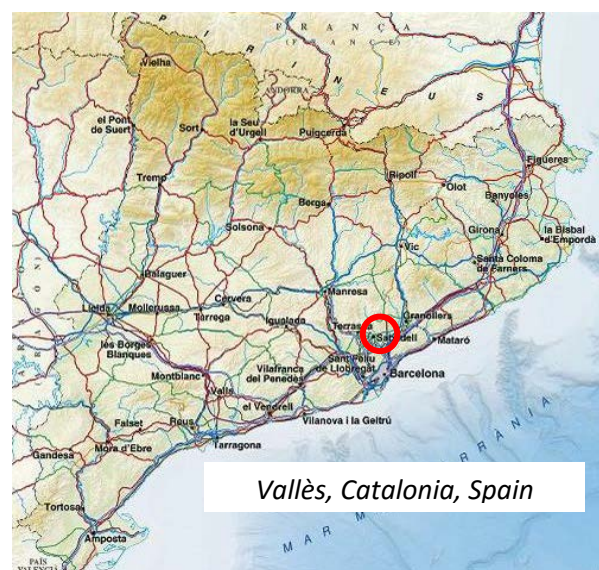 F R A N Ç A
( F R A N C E )
P I R I N E U S
Vielha
ANDORRA
el Pont
de Suert
Sort
la Seu
d'Urgell
Puigcerdà
Figueres
Tremp
Ripoll
Olot
Banyoles
Berga
Solsona
Girona
la Bisbal
d'Empordà
Vic
Santa Coloma
de Farners
Balaguer
Manresa
Cervera
Lleida
Mollerussa
Tàrrega
Igualada
Granollers
Terrassa
Sabadell
Mataró
les Borges
Blanques
Sant Feliu
de Llobregat
Barcelona
Montblanc
Vilafranca
del Penedès
Valls
el Vendrell
Vilanova i la Geltrú
Falset
Reus
Móra d'Ebre
Tarragona
Gandesa
Vallès, Catalonia, Spain
Tortosa
Amposta
MAR
PAÍS
VALENCIÀ